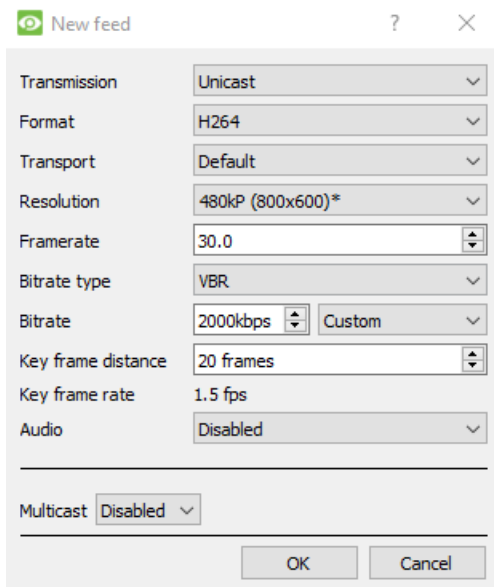 New feed ?
Transmission Unicast
Format H264
Transport Default
Resolution 480kP (800x600)*
Framerate 30.0
Bitrate type VBR
Bitrate 2000kbps Custom
Key frame distance 20 frames
Key frame rate 1.5 fps
Audio Disabled
Multicast Disabled
OK Cancel